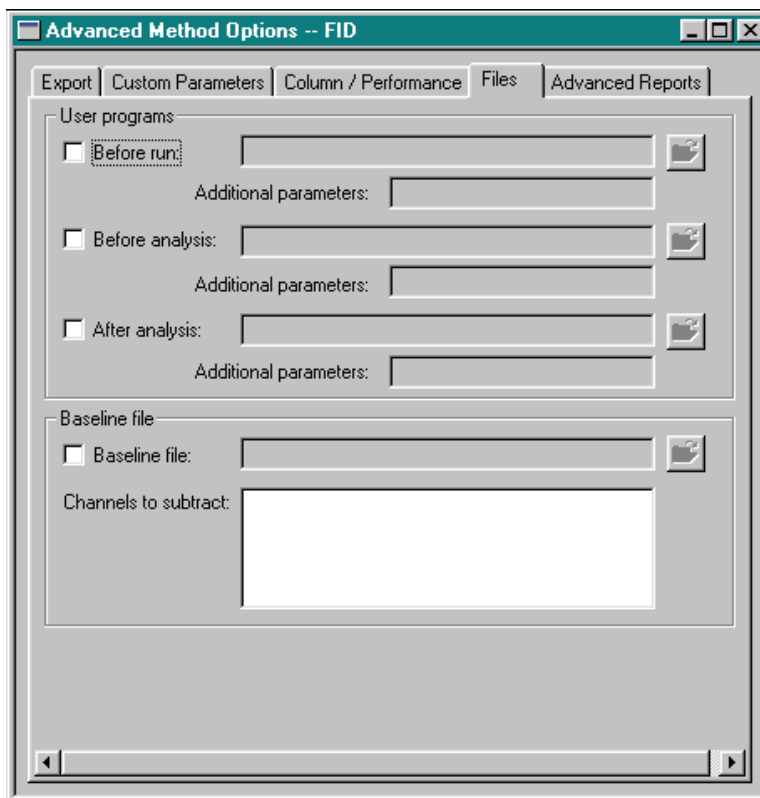 Advanced Method Options -- FID
Export Custom Parameters Column / Performance Files Advanced Reports
User programs
Before run:
Additional parameters:
Before analysis:
Additional parameters:
After analysis:
Additional parameters:
Baseline file
Baseline file:
Channels to subtract: